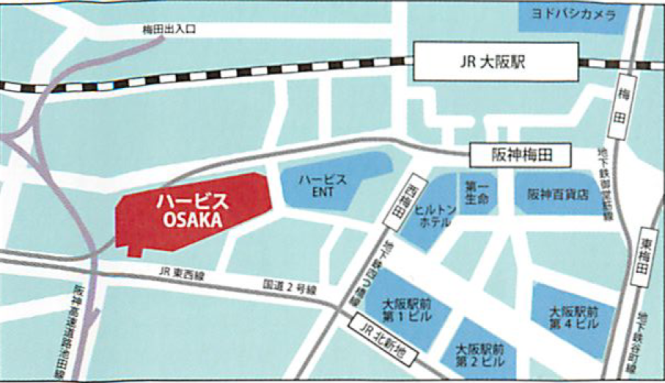 ヨドバシカメラ
梅田出入口
JR 大阪駅
梅田
阪神梅田
地下鉄御堂筋線
ハービス
ENT
西梅田
ヒルトン
ホテル
第一
生命
阪神百貨店
ハービス
OSAKA
東梅田
地下鉄四つ橋線
JR 東西線
国道2号線
阪神高速道路池田線
大阪駅前
第1ビル
JR 北新地
大阪駅前
第2ビル
大阪駅前
第4ビル
地下鉄谷町線